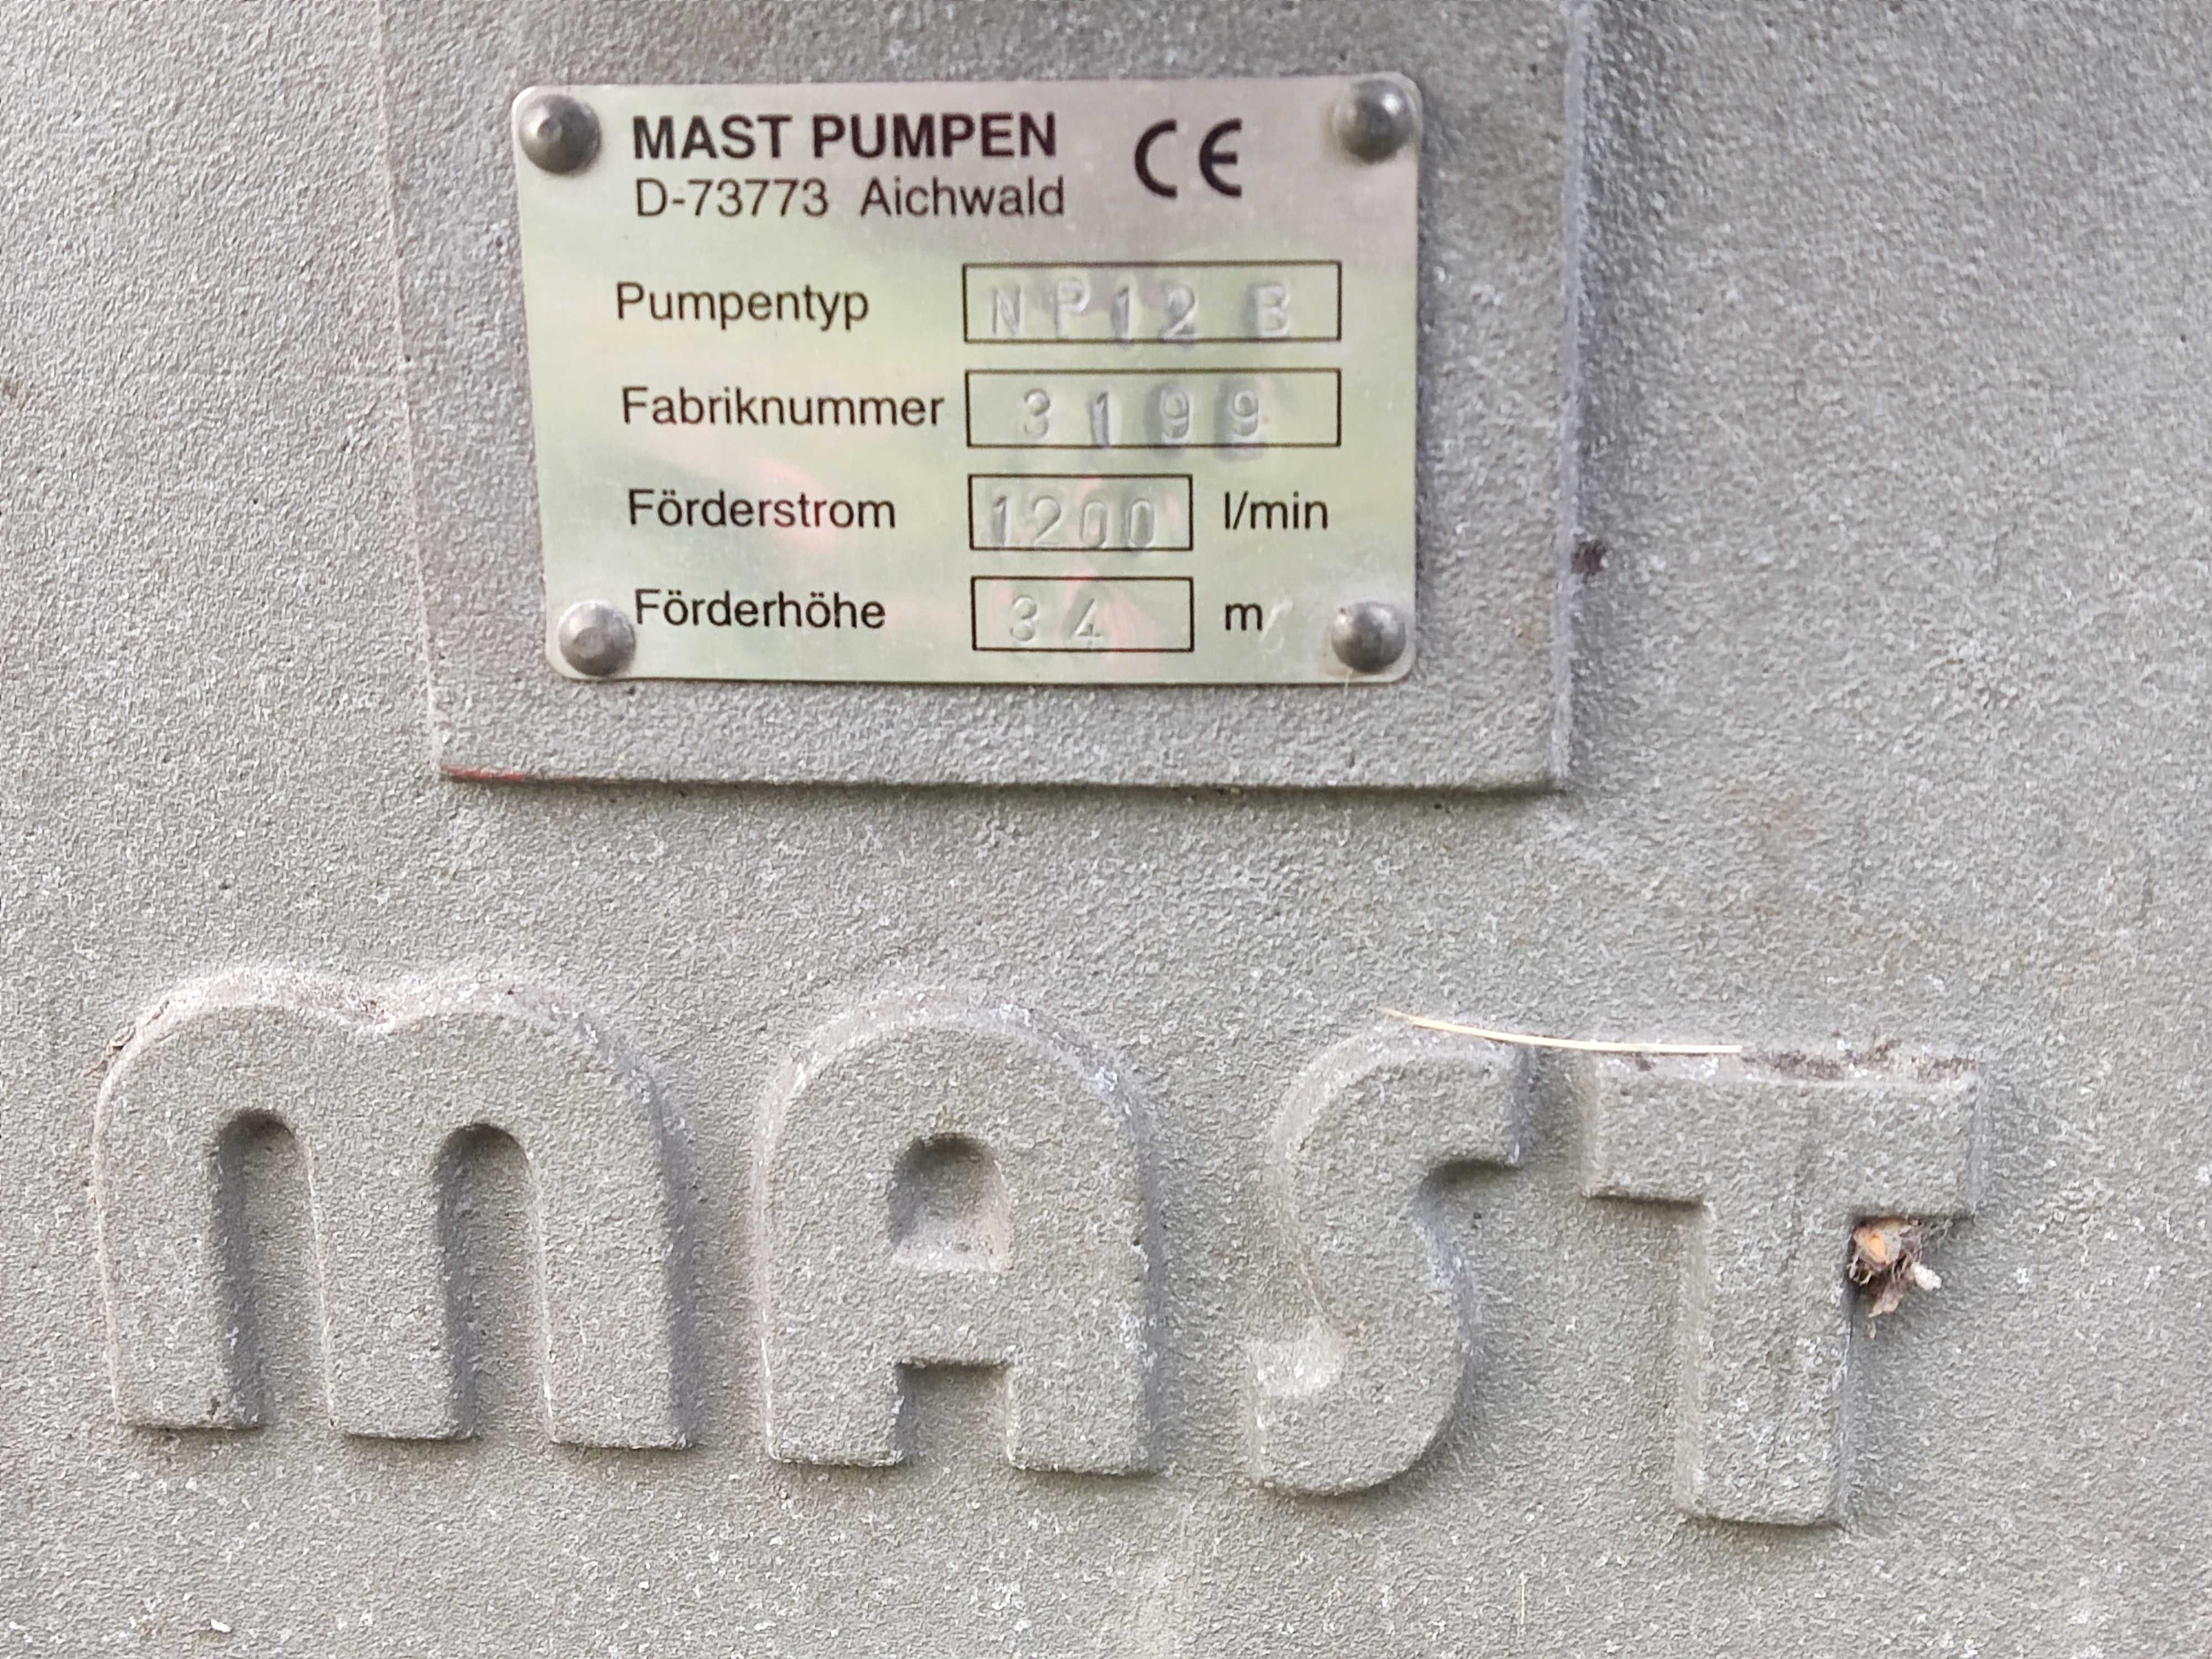 MAST PUMPEN CE
D-73773 Aichwald
Pumpentyp NP12 B
Fabriknummer 3199
Förderstrom 1200 l/min
Förderhöhe 34 m
MAST